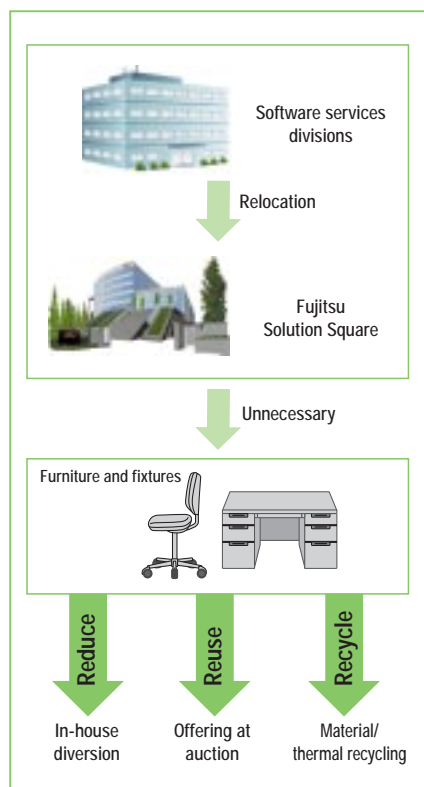 Software services
divisions
Relocation
Fujitsu
Solution Square
Unnecessary
Furniture and fixtures
Reduce
Reuse
Recycle
In-house
diversion
Offering at
auction
Material/
thermal recycling